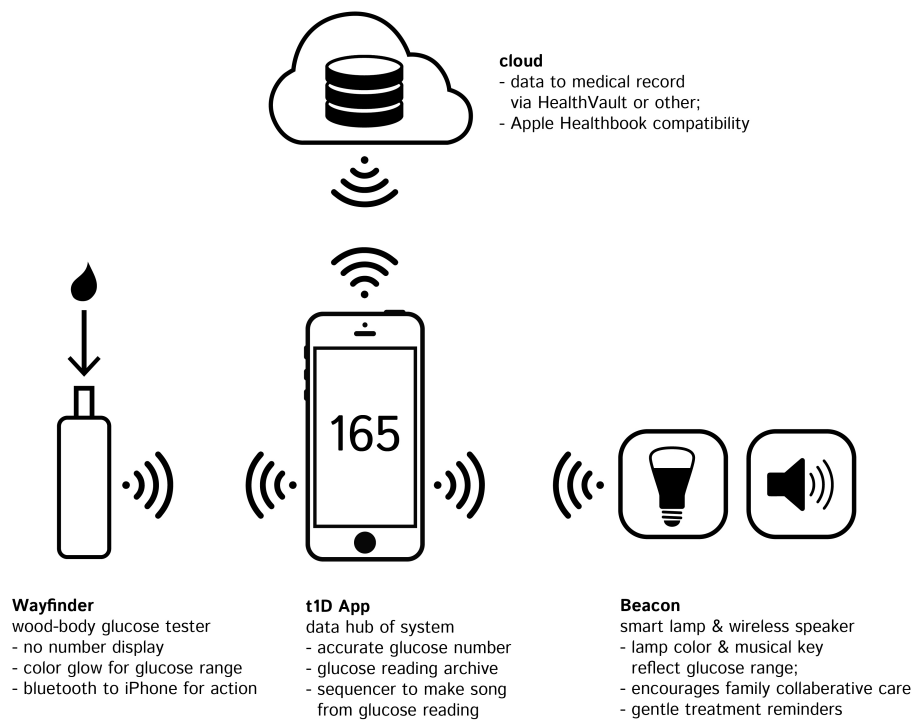 cloud
- data to medical record
via HealthVault or other;
- Apple Healthbook compatibility
165
Wayfinder
wood-body glucose tester
- no number display
- color glow for glucose range
- bluetooth to iPhone for action
t1D App
data hub of system
- accurate glucose number
- glucose reading archive
- sequencer to make song
from glucose reading
Beacon
smart lamp & wireless speaker
- lamp color & musical key
reflect glucose range;
- encourages family collaborative care
- gentle treatment reminders